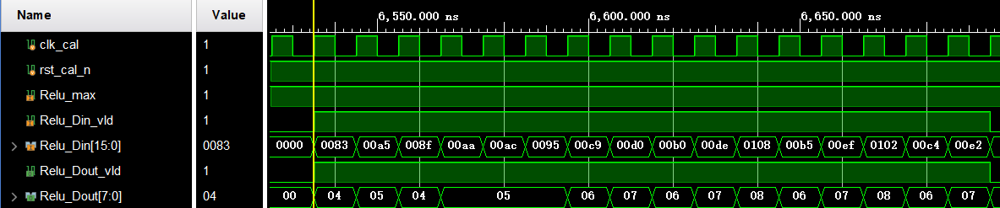 Name Value 6,550.000 ns 6,600.000 ns 6,650.000 ns
clk_cal 1
rst_cal_n 1
Relu_max 1
Relu_Din_vld 1
Relu_Din[15:0] 0083 0000 0083 00a5 008f 00aa 00ac 0095 00c9 00d0 00b0 00de 0108 00b5 00ef 0102 00c4 00e2
Relu_Dout_vld 1
Relu_Dout[7:0] 04 00 04 05 04 05 06 07 06 07 08 06 07 08 06 07